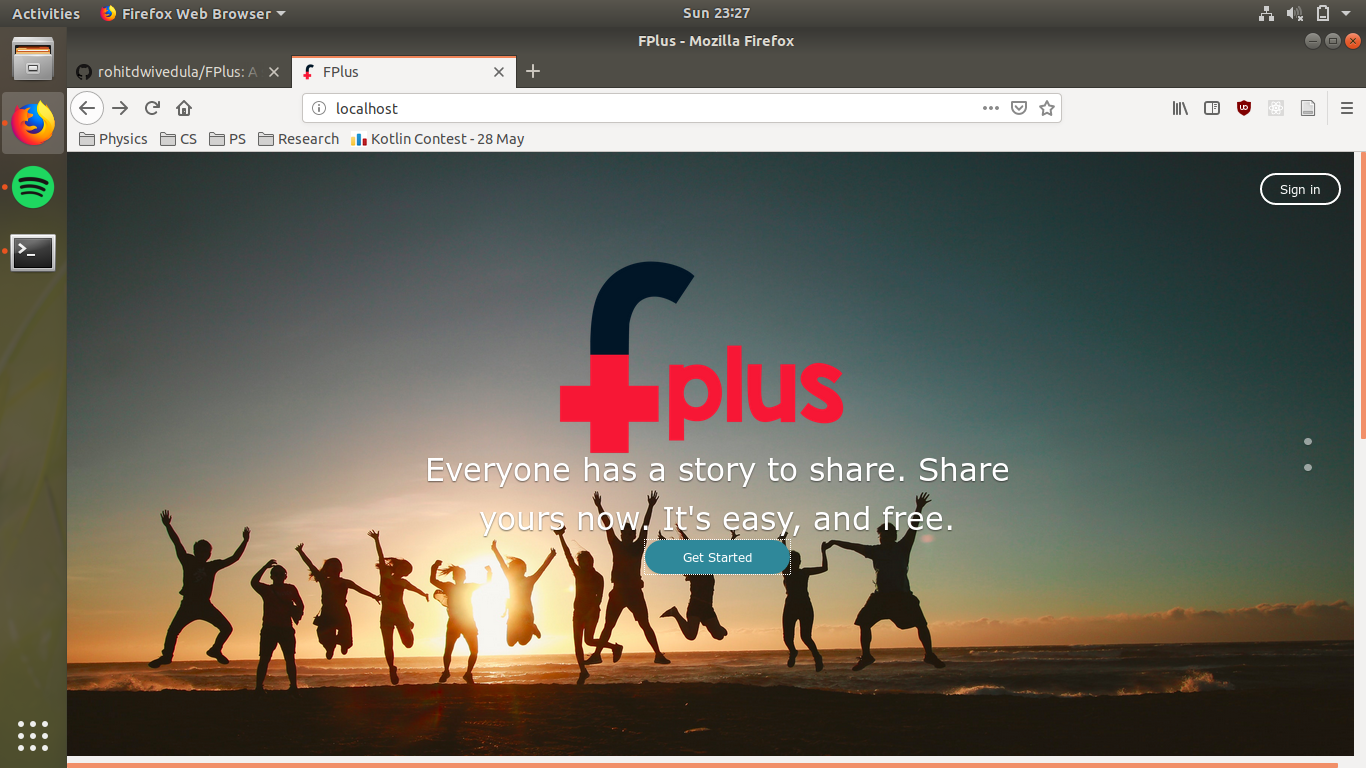 Activities
Firefox Web Browser
Sun 23:27
FPlus - Mozilla Firefox
rohitdwivedula/FPlus: A
FPlus
localhost
Physics
CS
PS
Research
Kotlin Contest - 28 May
Sign in
f plus
Everyone has a story to share. Share
yours now. It's easy, and free.
Get Started